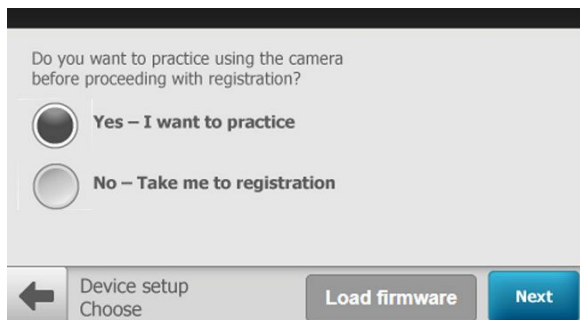 Do you want to practice using the camera
before proceeding with registration?
Yes – I want to practice
No – Take me to registration
Device setup
Choose
Load firmware
Next